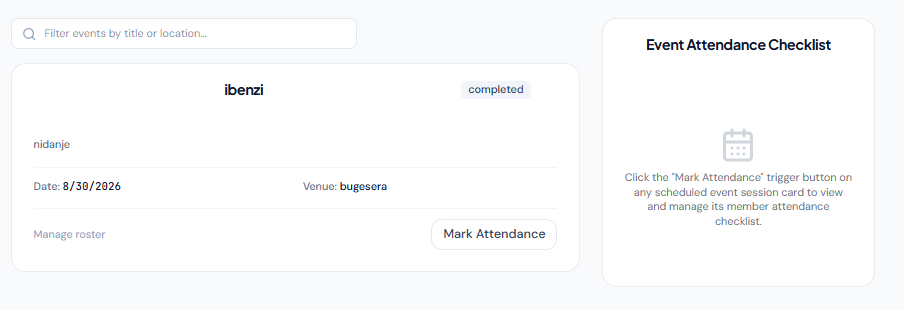 Filter events by title or location...
ibenzi
completed
nidanje
Date: 8/30/2026
Venue: bugesera
Manage roster
Mark Attendance
Event Attendance Checklist
Click the "Mark Attendance" trigger button on
any scheduled event session card to view
and manage its member attendance
checklist.